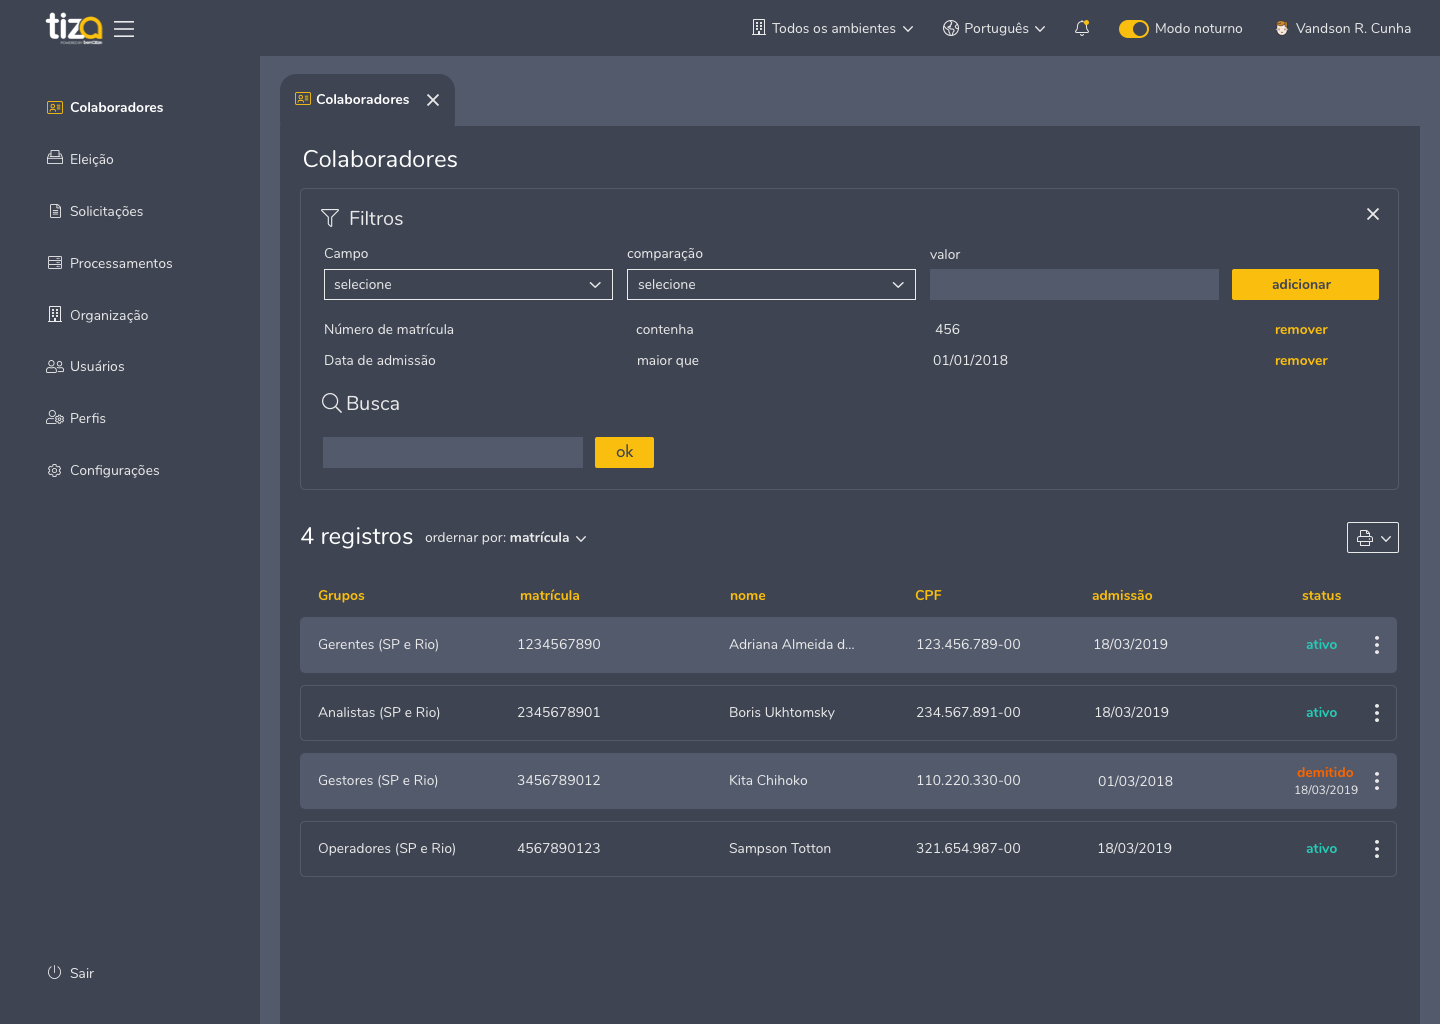 tiza
Todos os ambientes
Português
Modo noturno
Vandson R. Cunha
Colaboradores
Eleição
Solicitações
Processamentos
Organização
Usuários
Perfis
Configurações
Sair
Colaboradores
Colaboradores
Filtros
Campo comparação valor
selecione selecione adicionar
Número de matrícula contenha 456 remover
Data de admissão maior que 01/01/2018 remover
Busca
ok
4 registros ordernar por: matrícula
Grupos matrícula nome CPF admissão status
Gerentes (SP e Rio) 1234567890 Adriana Almeida d... 123.456.789-00 18/03/2019 ativo
Analistas (SP e Rio) 2345678901 Boris Ukhtomsky 234.567.891-00 18/03/2019 ativo
Gestores (SP e Rio) 3456789012 Kita Chihoko 110.220.330-00 01/03/2018 demitido
18/03/2019
Operadores (SP e Rio) 4567890123 Sampson Totton 321.654.987-00 18/03/2019 ativo